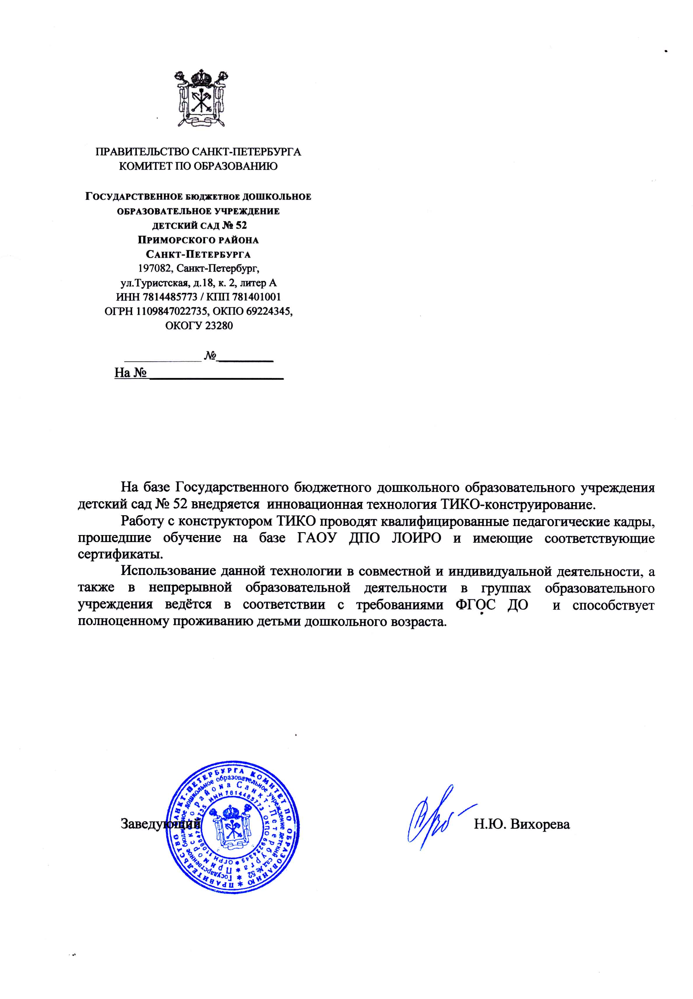 ПРАВИТЕЛЬСТВО САНКТ-ПЕТЕРБУРГА
КОМИТЕТ ПО ОБРАЗОВАНИЮ
ГОСУДАРСТВЕННОЕ БЮДЖЕТНОЕ ДОШКОЛЬНОЕ
ОБРАЗОВАТЕЛЬНОЕ УЧРЕЖДЕНИЕ
ДЕТСКИЙ САД № 52
ПРИМОРСКОГО РАЙОНА
САНКТ-ПЕТЕРБУРГА
197082, Санкт-Петербург,
ул.Туристская, д.18, к. 2, литер А
ИНН 7814485773 / КПП 781401001
ОГРН 1109847022735, ОКПО 69224345,
ОКОГУ 23280
____________ №_________
На № ____________________
На базе Государственного бюджетного дошкольного образовательного учреждения
детский сад № 52 внедряется инновационная технология ТИКО-конструирование.
Работу с конструктором ТИКО проводят квалифицированные педагогические кадры,
прошедшие обучение на базе ГАОУ ДПО ЛОИРО и имеющие соответствующие
сертификаты.
Использование данной технологии в совместной и индивидуальной деятельности, а
также в непрерывной образовательной деятельности в группах образовательного
учреждения ведётся в соответствии с требованиями ФГОС ДО и способствует
полноценному проживанию детьми дошкольного возраста.
Заведующий
Н.Ю. Вихорева
* ПРАВИТЕЛЬСТВО САНКТ-ПЕТЕРБУРГА КОМИТЕТ ПО ОБРАЗОВАНИЮ
* Государственное бюджетное дошкольное образовательное учреждение детский сад № 52
* Приморского района Санкт-Петербурга
* ОГРН 1109847022735 ИНН 7814485773 ОКПО 69224345